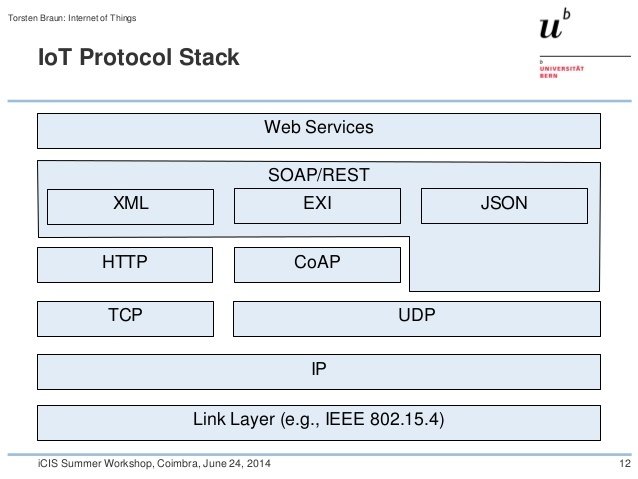 Torsten Braun: Internet of Things
u
b
b
UNIVERSITÄT
BERN
IoT Protocol Stack
Web Services
SOAP/REST
XML EXI JSON
HTTP CoAP
TCP UDP
IP
Link Layer (e.g., IEEE 802.15.4)
iCIS Summer Workshop, Coimbra, June 24, 2014 12